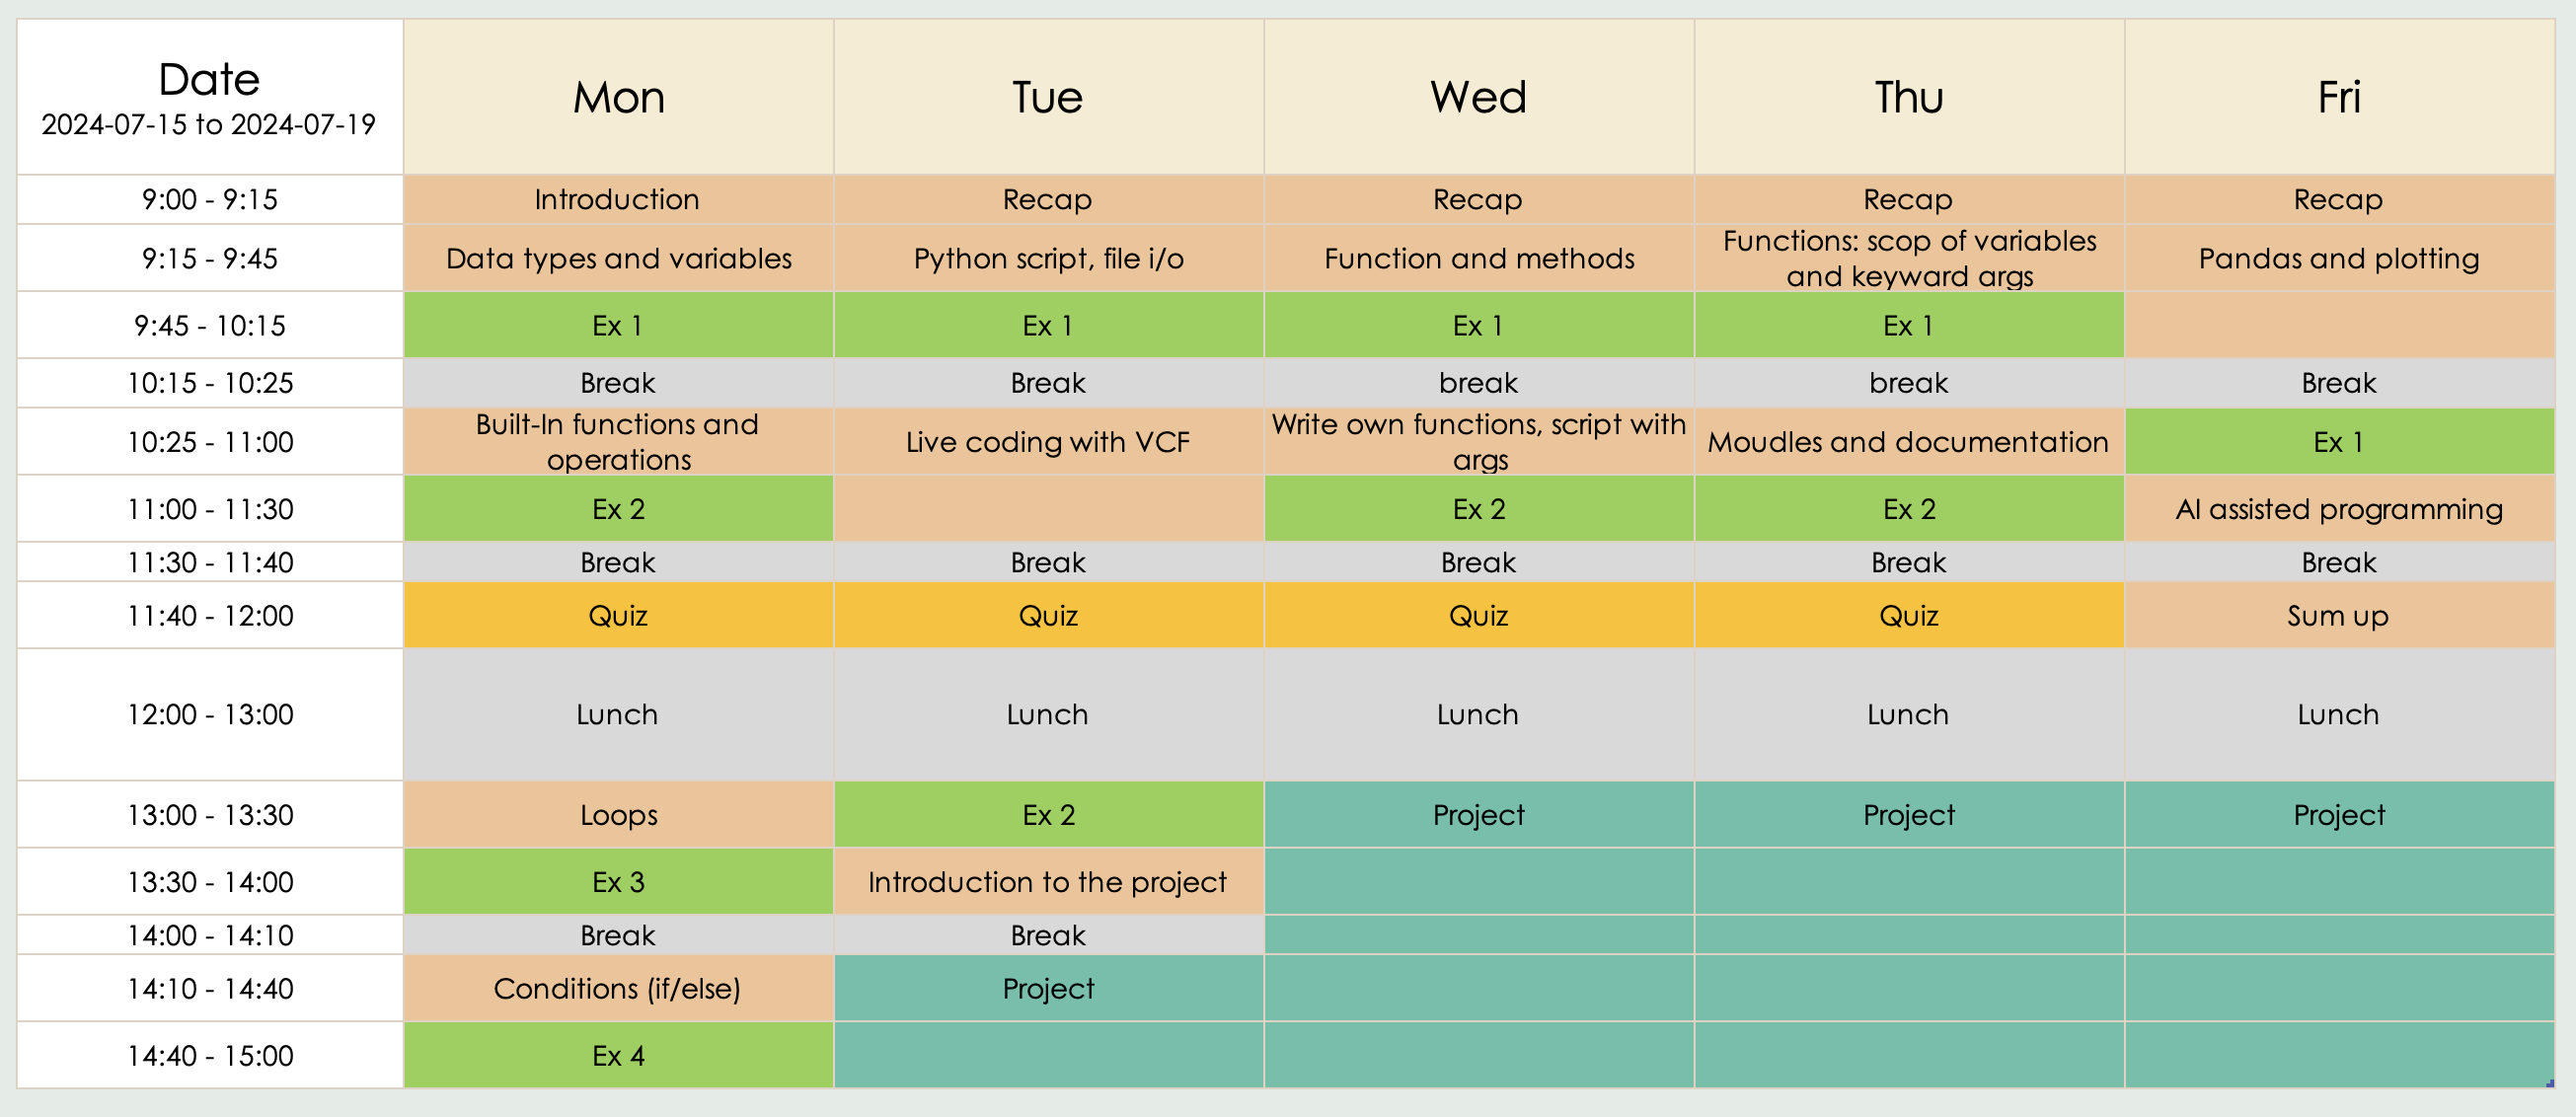 Date
2024-07-15 to 2024-07-19
Mon
Tue
Wed
Thu
Fri
9:00 - 9:15
Introduction
Recap
Recap
Recap
Recap
9:15 - 9:45
Data types and variables
Python script, file i/o
Function and methods
Functions: scop of variables
and keyward args
Pandas and plotting
9:45 - 10:15
Ex 1
Ex 1
Ex 1
Ex 1
10:15 - 10:25
Break
Break
break
break
Break
10:25 - 11:00
Built-In functions and
operations
Live coding with VCF
Write own functions, script with
args
Moudles and documentation
Ex 1
11:00 - 11:30
Ex 2
Ex 2
Ex 2
AI assisted programming
11:30 - 11:40
Break
Break
Break
Break
Break
11:40 - 12:00
Quiz
Quiz
Quiz
Quiz
Sum up
12:00 - 13:00
Lunch
Lunch
Lunch
Lunch
Lunch
13:00 - 13:30
Loops
Ex 2
Project
Project
Project
13:30 - 14:00
Ex 3
Introduction to the project
14:00 - 14:10
Break
Break
14:10 - 14:40
Conditions (if/else)
Project
14:40 - 15:00
Ex 4